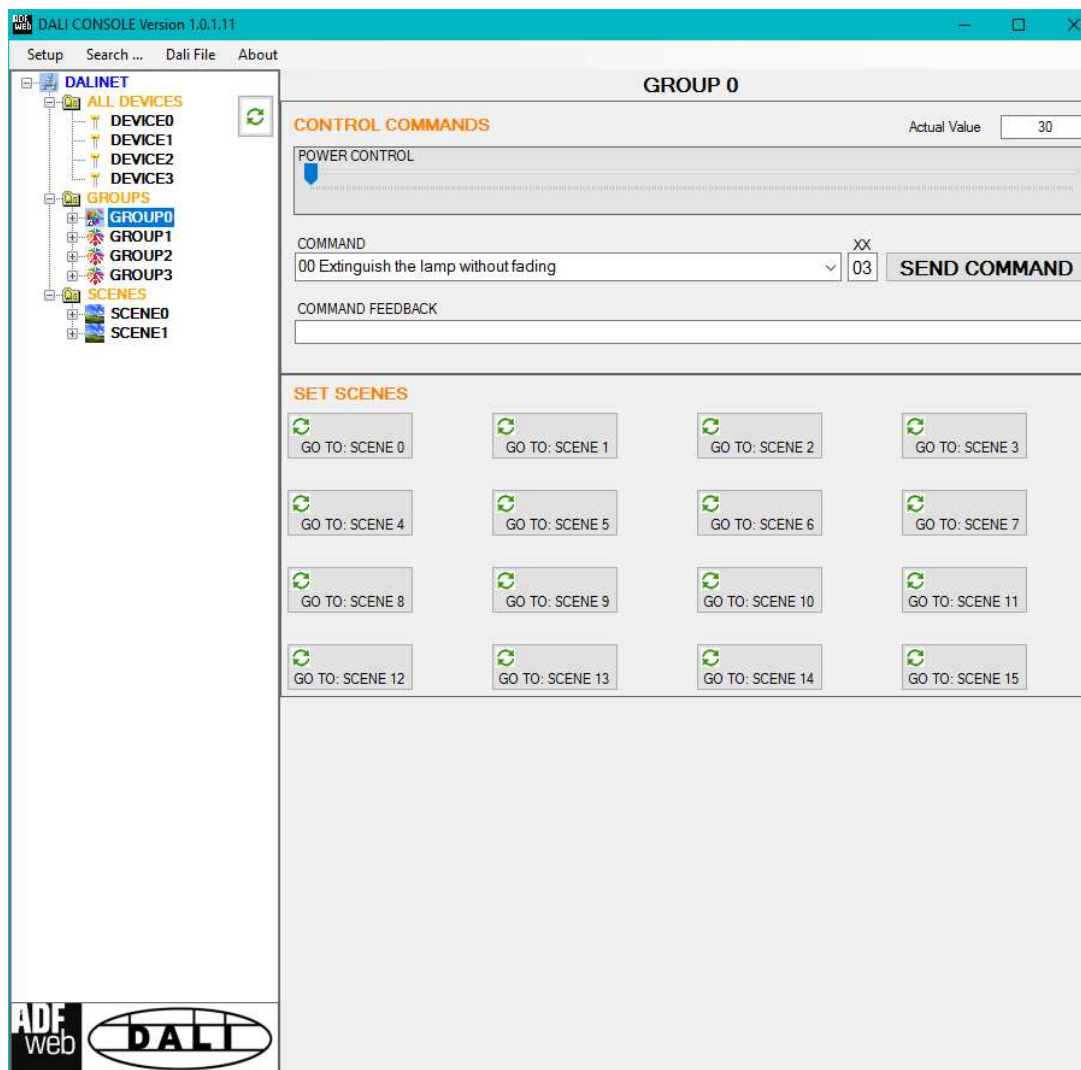 ADF web DALI CONSOLE Version 1.0.1.11
Setup Search ... Dali File About
DALINET
ALL DEVICES
DEVICE0
DEVICE1
DEVICE2
DEVICE3
GROUPS
GROUP0
GROUP1
GROUP2
GROUP3
SCENES
SCENE0
SCENE1
GROUP 0
CONTROL COMMANDS
Actual Value 30
POWER CONTROL
COMMAND XX
00 Extinguish the lamp without fading 03 SEND COMMAND
COMMAND FEEDBACK
SET SCENES
GO TO: SCENE 0 GO TO: SCENE 1 GO TO: SCENE 2 GO TO: SCENE 3
GO TO: SCENE 4 GO TO: SCENE 5 GO TO: SCENE 6 GO TO: SCENE 7
GO TO: SCENE 8 GO TO: SCENE 9 GO TO: SCENE 10 GO TO: SCENE 11
GO TO: SCENE 12 GO TO: SCENE 13 GO TO: SCENE 14 GO TO: SCENE 15
ADF
web
DALI